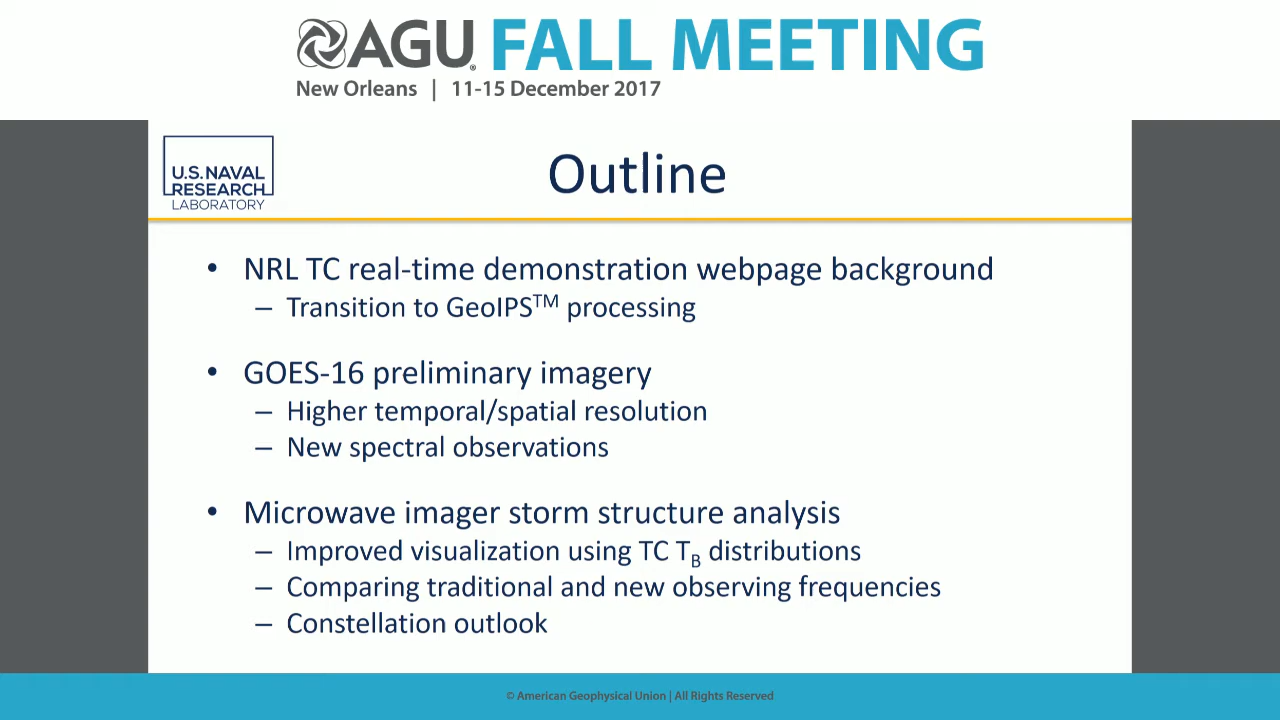 AGU FALL MEETING
New Orleans | 11-15 December 2017
U.S. NAVAL
RESEARCH
LABORATORY
Outline
• NRL TC real-time demonstration webpage background
– Transition to GeoIPS™ processing
• GOES-16 preliminary imagery
– Higher temporal/spatial resolution
– New spectral observations
• Microwave imager storm structure analysis
– Improved visualization using TC TB distributions
– Comparing traditional and new observing frequencies
– Constellation outlook
© American Geophysical Union | All Rights Reserved